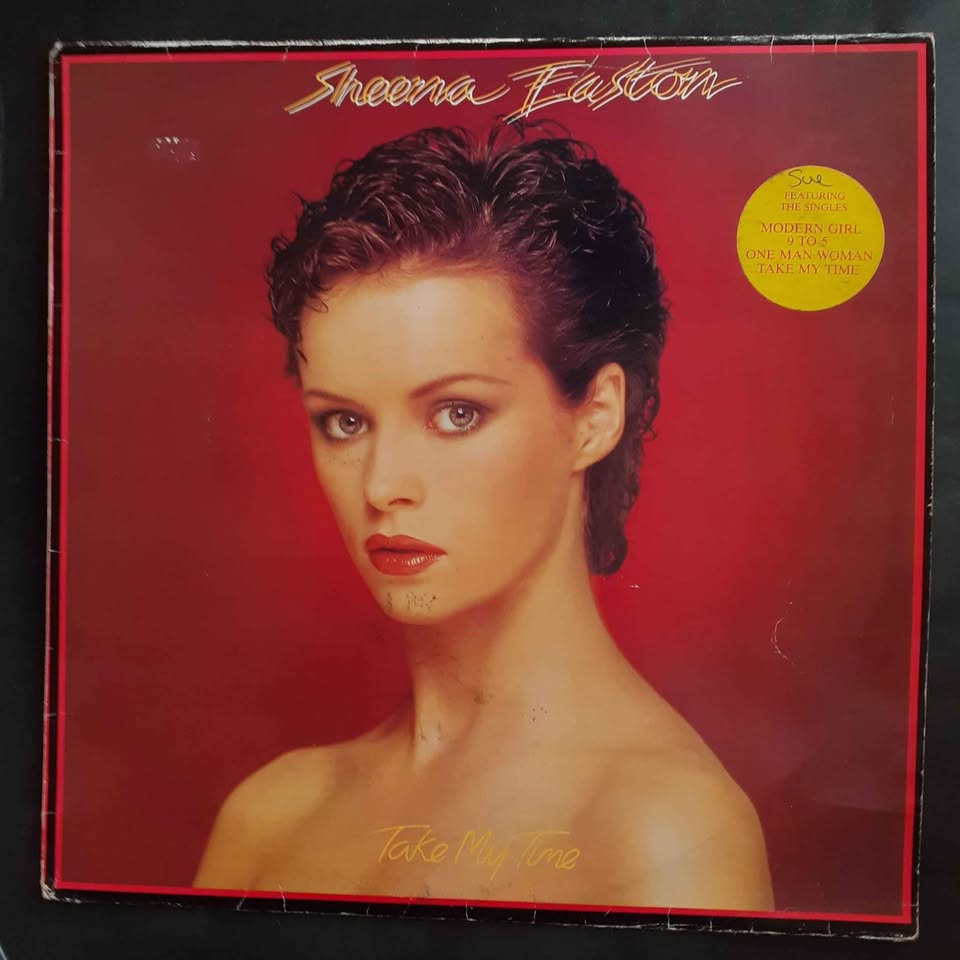 Sheena Easton
Sue
FEATURING
THE SINGLES
MODERN GIRL
9 TO 5
ONE MAN WOMAN
TAKE MY TIME
Take My Time